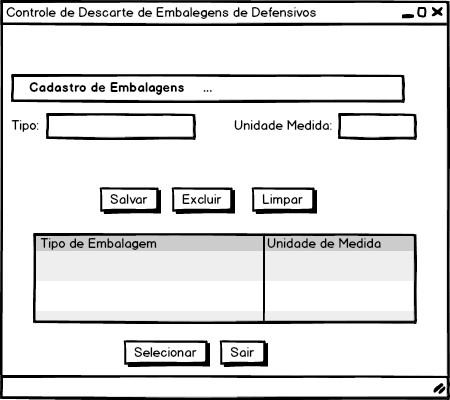 Controle de Descarte de Embalegens de Defensivos
Cadastro de Embalagens ...
Tipo: Unidade Medida:
Salvar Excluir Limpar
Tipo de Embalagem Unidade de Medida
Selecionar Sair